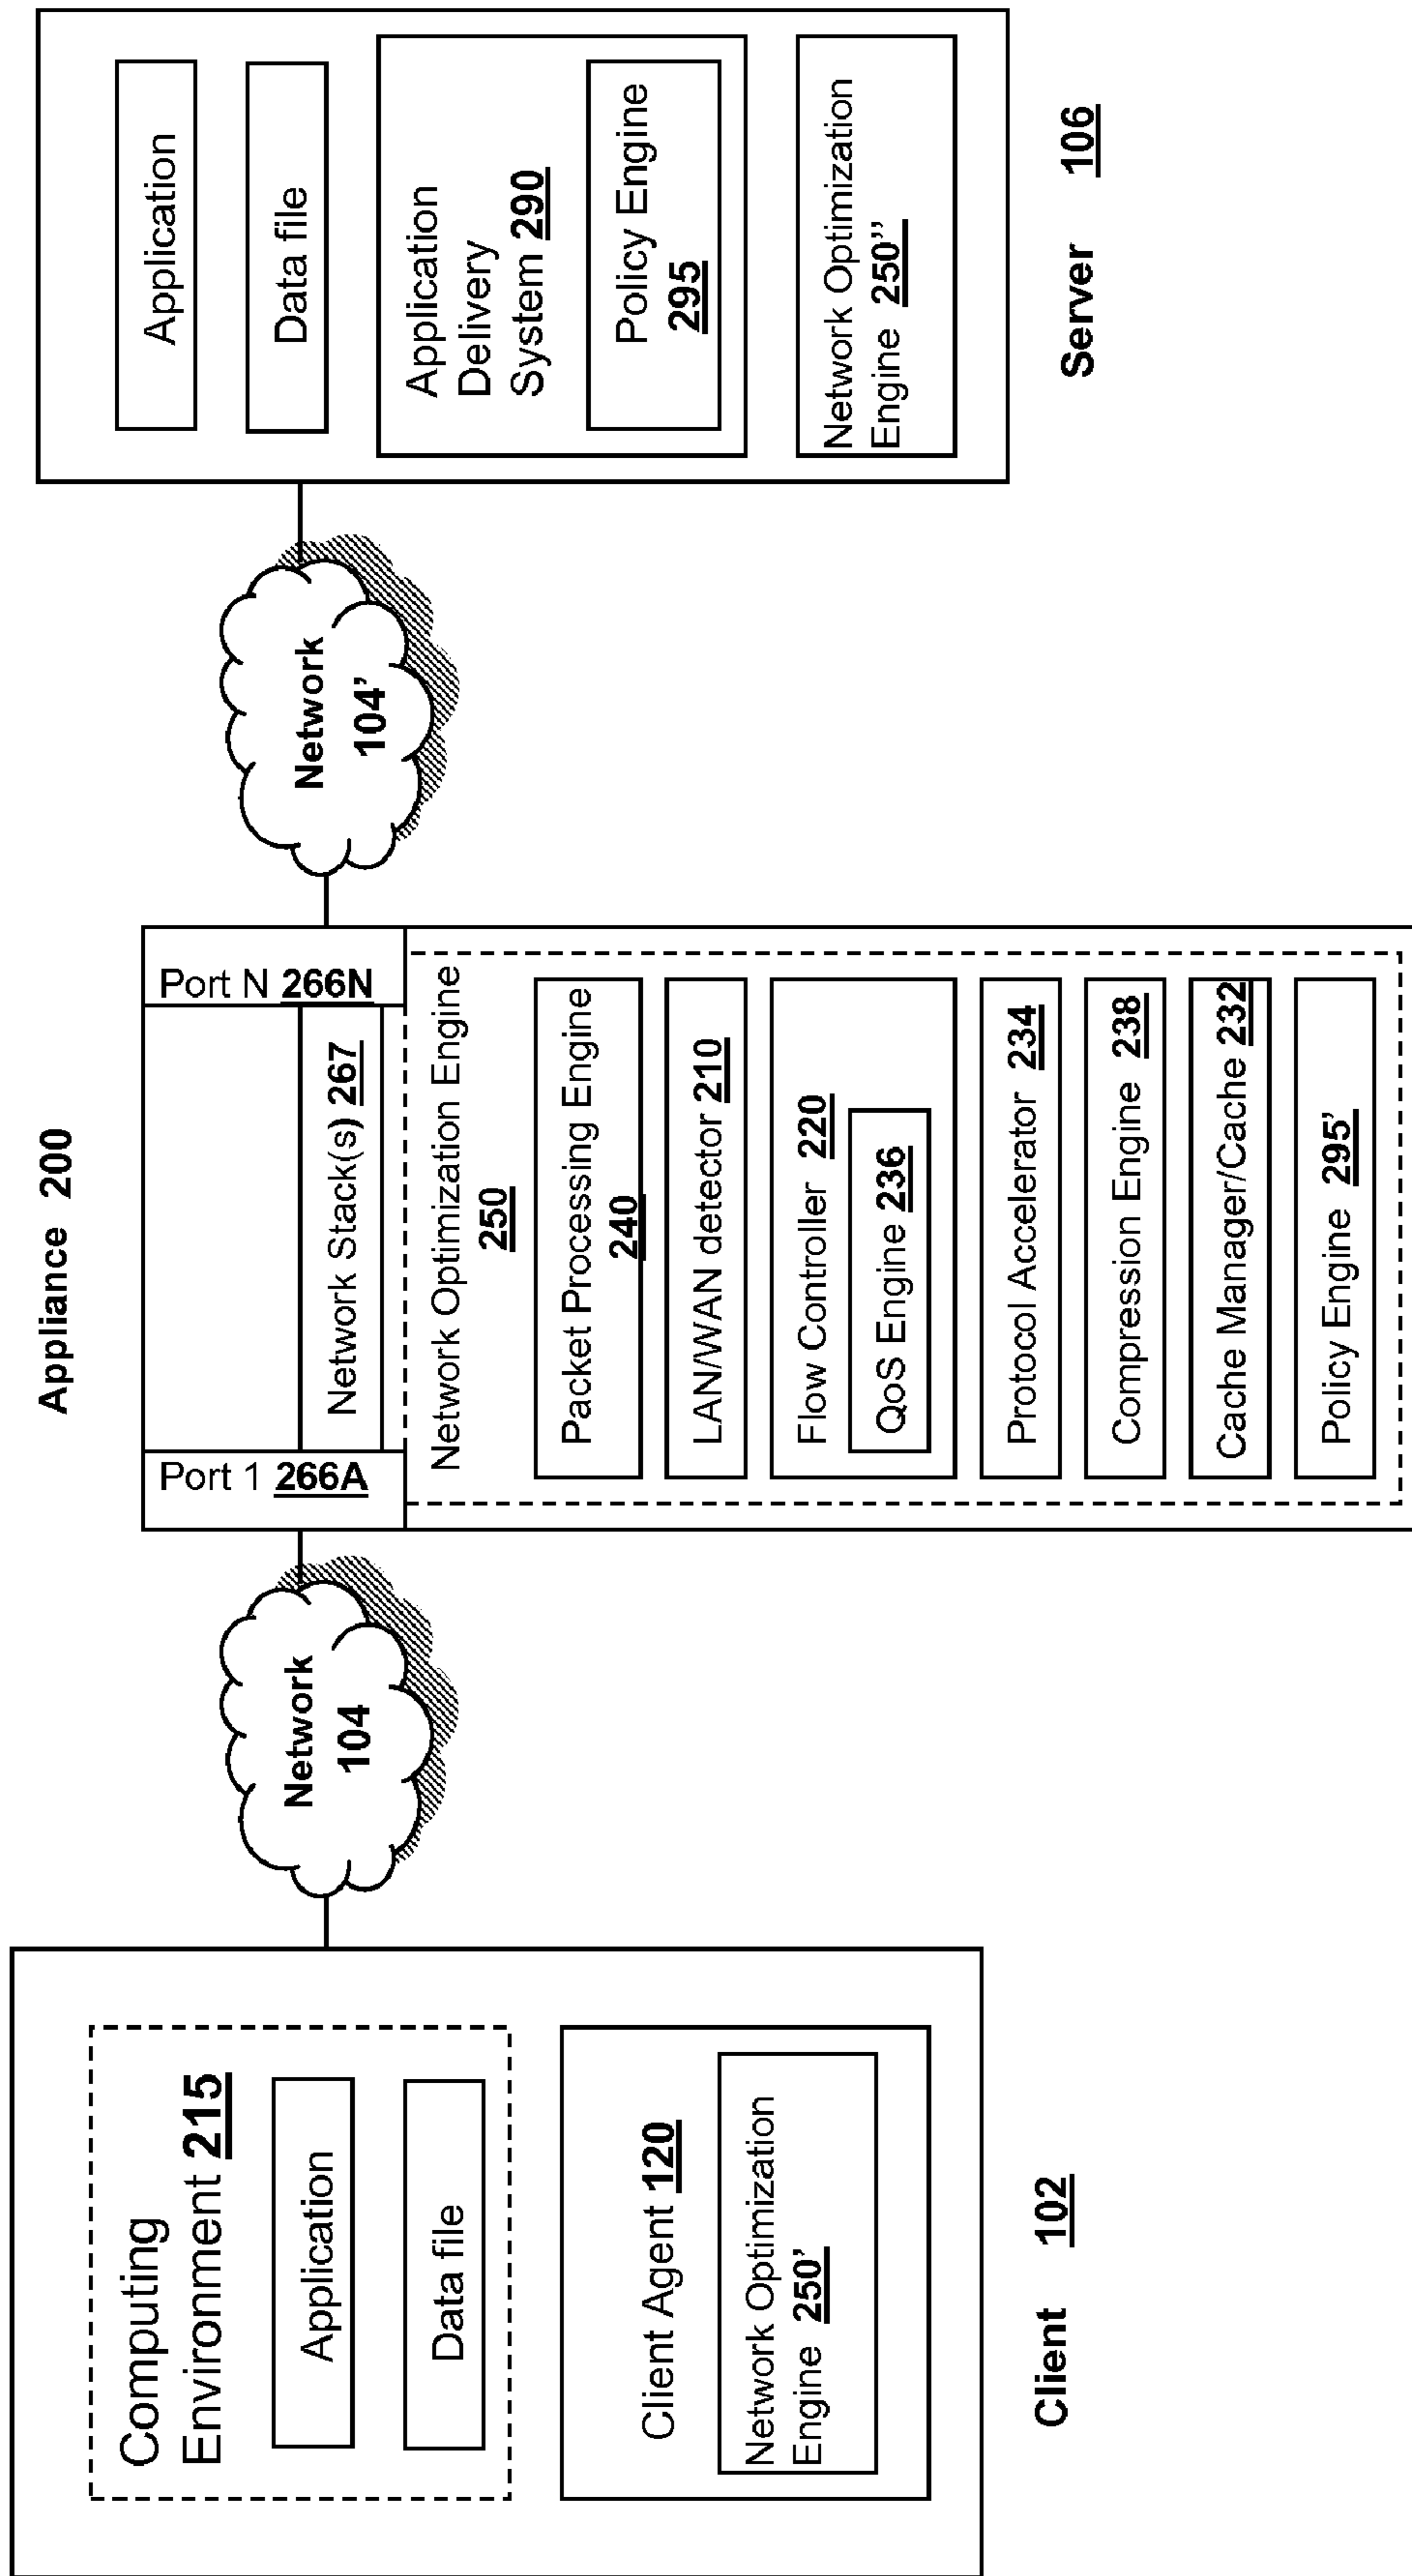 Computing
Environment 215
Application
Data file
Client Agent 120
Network Optimization
Engine 250’
Client 102
Network
104
Appliance 200
Port 1 266A
Port N 266N
Network Stack(s) 267
Network Optimization Engine
250
Packet Processing Engine
240
LAN/WAN detector 210
Flow Controller 220
QoS Engine 236
Protocol Accelerator 234
Compression Engine 238
Cache Manager/Cache 232
Policy Engine 295’
Network
104’
Application
Data file
Application
Delivery
System 290
Policy Engine
295
Network Optimization
Engine 250’’
Server 106